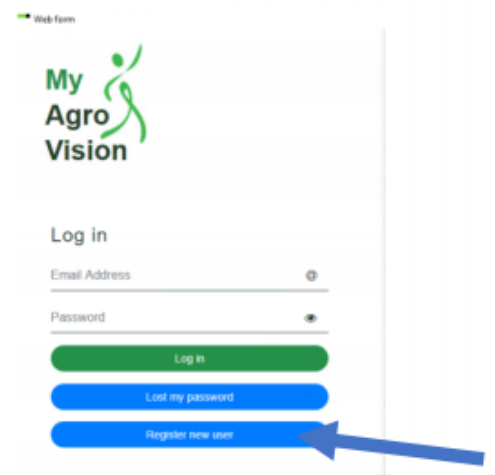 Web form
My
Agro
Vision
Log in
Email Address
@
Password
Log in
Lost my password
Register new user